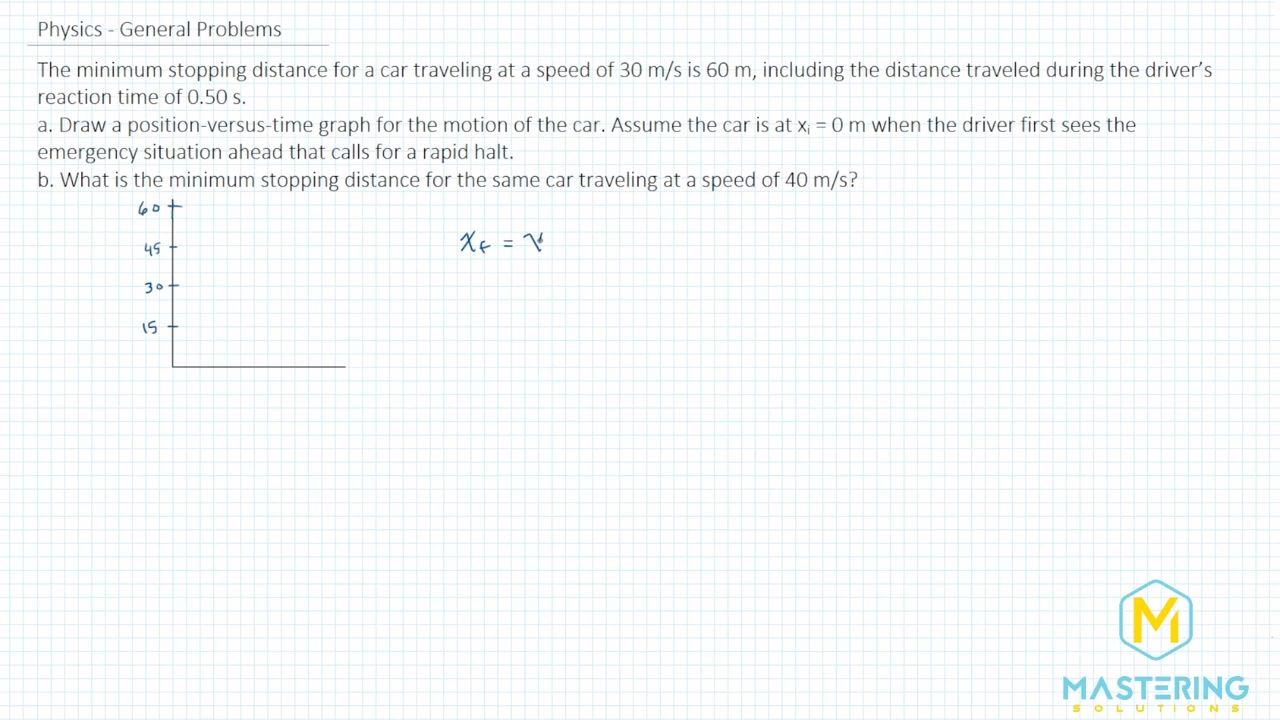 Physics - General Problems
The minimum stopping distance for a car traveling at a speed of 30 m/s is 60 m, including the distance traveled during the driver’s
reaction time of 0.50 s.
a. Draw a position-versus-time graph for the motion of the car. Assume the car is at xᵢ = 0 m when the driver first sees the
emergency situation ahead that calls for a rapid halt.
b. What is the minimum stopping distance for the same car traveling at a speed of 40 m/s?
60
45
30
15
x_f = x
M
MASTERING
SOLUTIONS